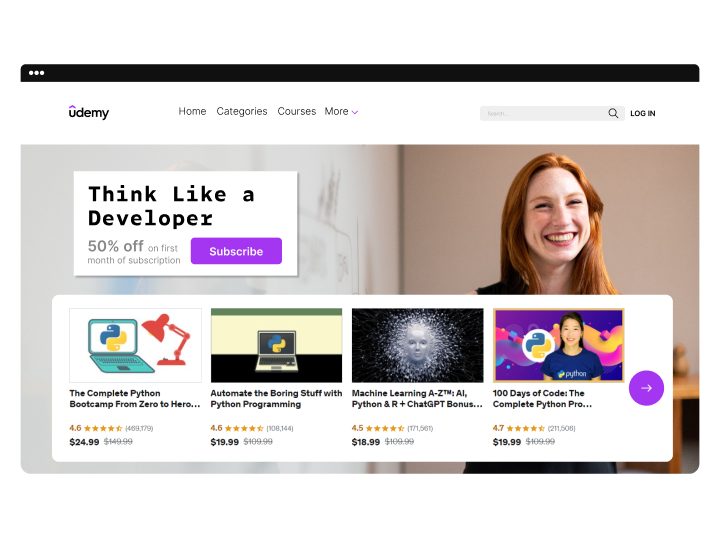 ûdemy
Home Categories Courses More
Search...
LOG IN
Think Like a
Developer
50% off on first
month of subscription
Subscribe
The Complete Python
Bootcamp From Zero to Hero...
4.6 (469,179)
$24.99 $149.99
Automate the Boring Stuff with
Python Programming
4.6 (108,144)
$19.99 $109.99
Machine Learning A-Z™: AI,
Python & R + ChatGPT Bonus...
4.5 (171,561)
$18.99 $109.99
python
100 Days of Code: The
Complete Python Pro...
4.7 (211,506)
$19.99 $109.99